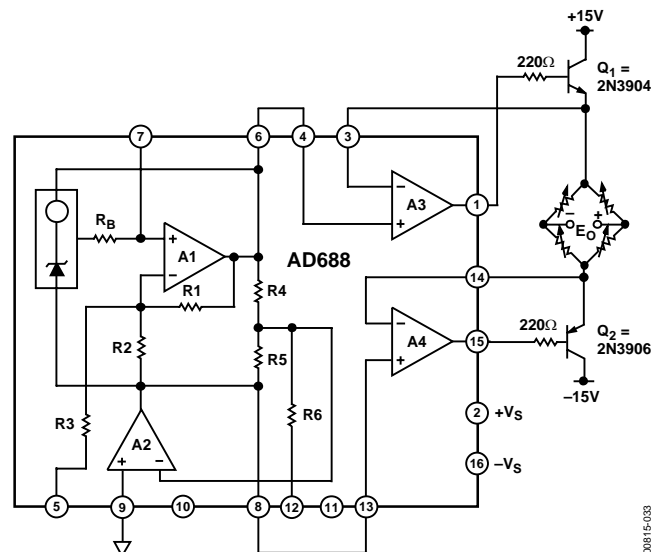 +15V
220Ω
Q1 =
2N3904
7
6
4
3
RB
+
−
A1
R1
AD688
−
+
A3
1
− +
EO
R4
14
R2
R5
−
+
A4
15
220Ω
Q2 =
2N3906
R3
R6
−15V
A2
+ −
2
+VS
16
−VS
5
9
10
8
12
11
13
00815-033